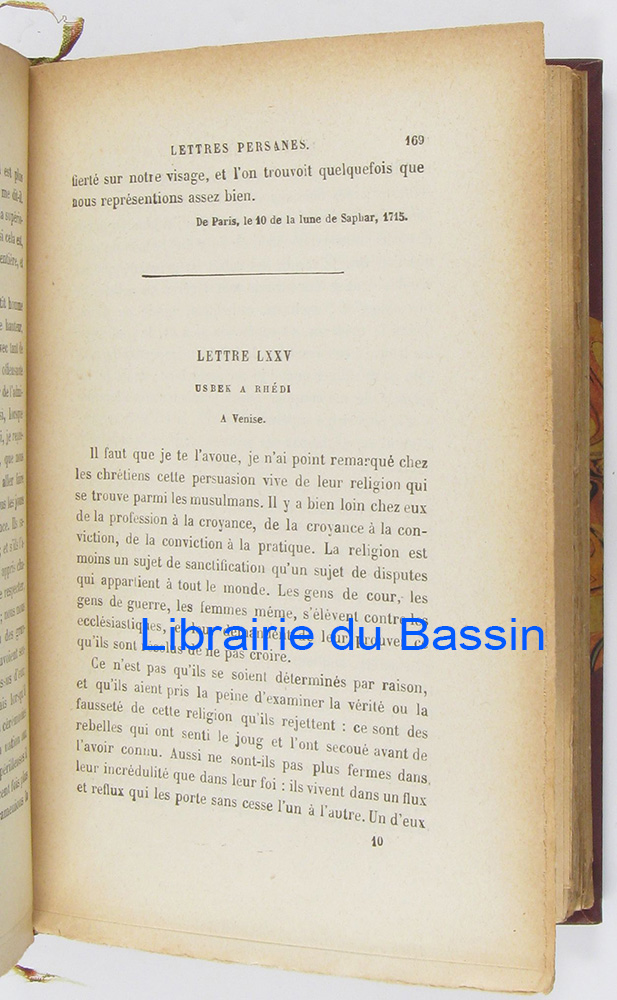 LETTRES PERSANES. 169
fierté sur notre visage, et l'on trouvoit quelquefois que
nous représentions assez bien.
De Paris, le 10 de la lune de Saphar, 1715.
LETTRE LXXV
USBEK A RHÉDI
A Venise.
Il faut que je te l'avoue, je n'ai point remarqué chez
les chrétiens cette persuasion vive de leur religion qui
se trouve parmi les musulmans. Il y a bien loin chez eux
de la profession à la croyance, de la croyance à la con-
viction, de la conviction à la pratique. La religion est
moins un sujet de sanctification qu'un sujet de disputes
qui appartient à tout le monde. Les gens de cour, les
gens de guerre, les femmes même, s'élèvent contre les
ecclésiastiques, et leur demandent de leur prouver
qu'ils sont de ne pas croire.
Librairie du Bassin
Ce n'est pas qu'ils se soient déterminés par raison,
et qu'ils aient pris la peine d'examiner la vérité ou la
fausseté de cette religion qu'ils rejettent : ce sont des
rebelles qui ont senti le joug et l'ont secoué avant de
l'avoir connu. Aussi ne sont-ils pas plus fermes dans
leur incrédulité que dans leur foi : ils vivent dans un flux
et reflux qui les porte sans cesse l'un à l'autre. Un d'eux
10